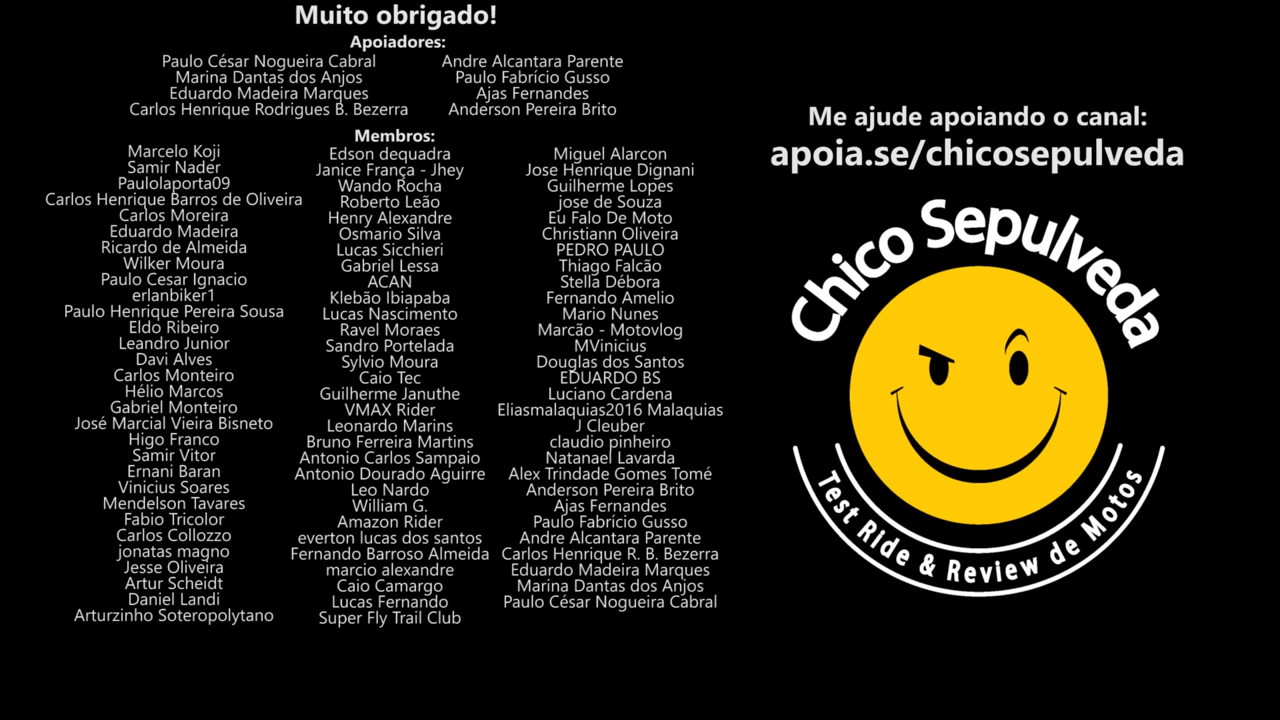 Muito obrigado!
Apoiadores:
Paulo César Nogueira Cabral
Marina Dantas dos Anjos
Eduardo Madeira Marques
Carlos Henrique Rodrigues B. Bezerra
Andre Alcantara Parente
Paulo Fabrício Gusso
Ajas Fernandes
Anderson Pereira Brito
Membros:
Marcelo Koji
Samir Nader
Paulolaporta09
Carlos Henrique Barros de Oliveira
Carlos Moreira
Eduardo Madeira
Ricardo de Almeida
Wilker Moura
Paulo Cesar Ignacio
erlanbiker1
Paulo Henrique Pereira Sousa
Eldo Ribeiro
Leandro Junior
Davi Alves
Carlos Monteiro
Hélio Marcos
Gabriel Monteiro
José Marcial Vieira Bisneto
Higo Franco
Samir Vitor
Ernani Baran
Vinicius Soares
Mendelson Tavares
Fabio Tricolor
Carlos Collozzo
jonatas magno
Jesse Oliveira
Artur Scheidt
Daniel Landi
Arturzinho Soteropolytano
Edson dequadra
Janice França - Jhey
Wando Rocha
Roberto Leão
Henry Alexandre
Osmario Silva
Lucas Sicchieri
Gabriel Lessa
ACAN
Klebão Ibiapaba
Lucas Nascimento
Ravel Moraes
Sandro Portelada
Sylvio Moura
Caio Tec
Guilherme Januthe
VMAX Rider
Leonardo Marins
Bruno Ferreira Martins
Antonio Carlos Sampaio
Antonio Dourado Aguirre
Leo Nardo
William G.
Amazon Rider
everton lucas dos santos
Fernando Barroso Almeida
marcio alexandre
Caio Camargo
Lucas Fernando
Super Fly Trail Club
Miguel Alarcon
Jose Henrique Dignani
Guilherme Lopes
jose de Souza
Eu Falo De Moto
Christiann Oliveira
PEDRO PAULO
Thiago Falcão
Stella Débora
Fernando Amelio
Mario Nunes
Marcão - Motovlog
MVinicius
Douglas dos Santos
EDUARDO BS
Luciano Cardena
Eliasmalaquias2016 Malaquias
J Cleuber
claudio pinheiro
Natanael Lavarda
Alex Trindade Gomes Tomé
Anderson Pereira Brito
Ajas Fernandes
Paulo Fabrício Gusso
Andre Alcantara Parente
Carlos Henrique R. B. Bezerra
Eduardo Madeira Marques
Marina Dantas dos Anjos
Paulo César Nogueira Cabral
Me ajude apoiando o canal:
apoia.se/chicosepulveda
Chico Sepulveda
Test Ride & Review de Motos